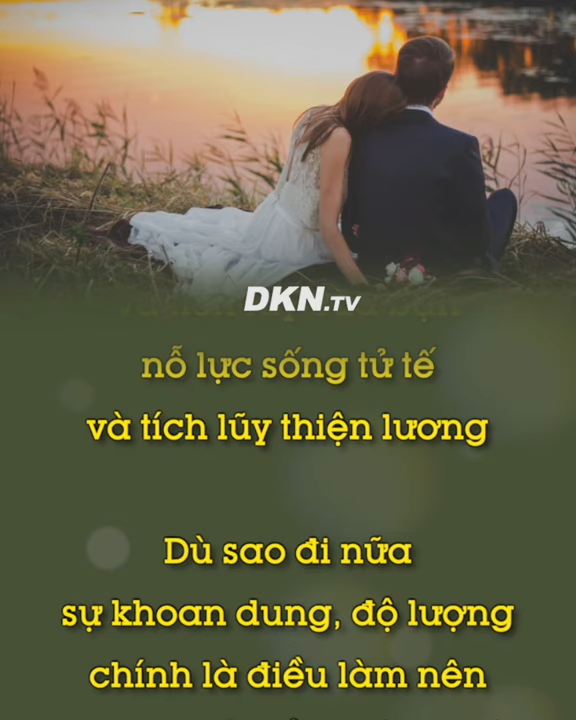 DKN.TV
nỗ lực sống tử tế
và tích lũy thiện lương
Dù sao đi nữa
sự khoan dung, độ lượng
chính là điều làm nên